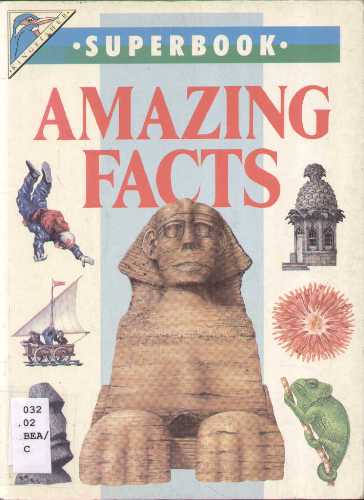 KINGFISHER
·SUPERBOOK·
AMAZING
FACTS
032
.02
BEA/
C